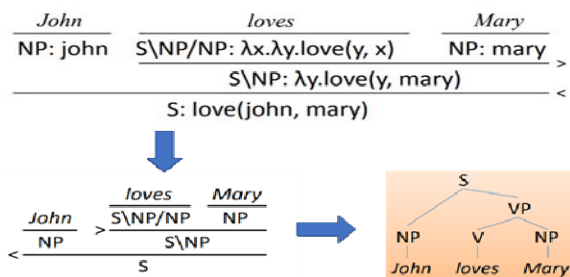 John loves Mary
NP: john S\NP/NP: λx.λy.love(y, x) NP: mary
>
S\NP: λy.love(y, mary)
<
S: love(john, mary)
loves Mary
John > S\NP/NP NP
< NP S\NP
S
S
VP
NP V NP
John loves Mary